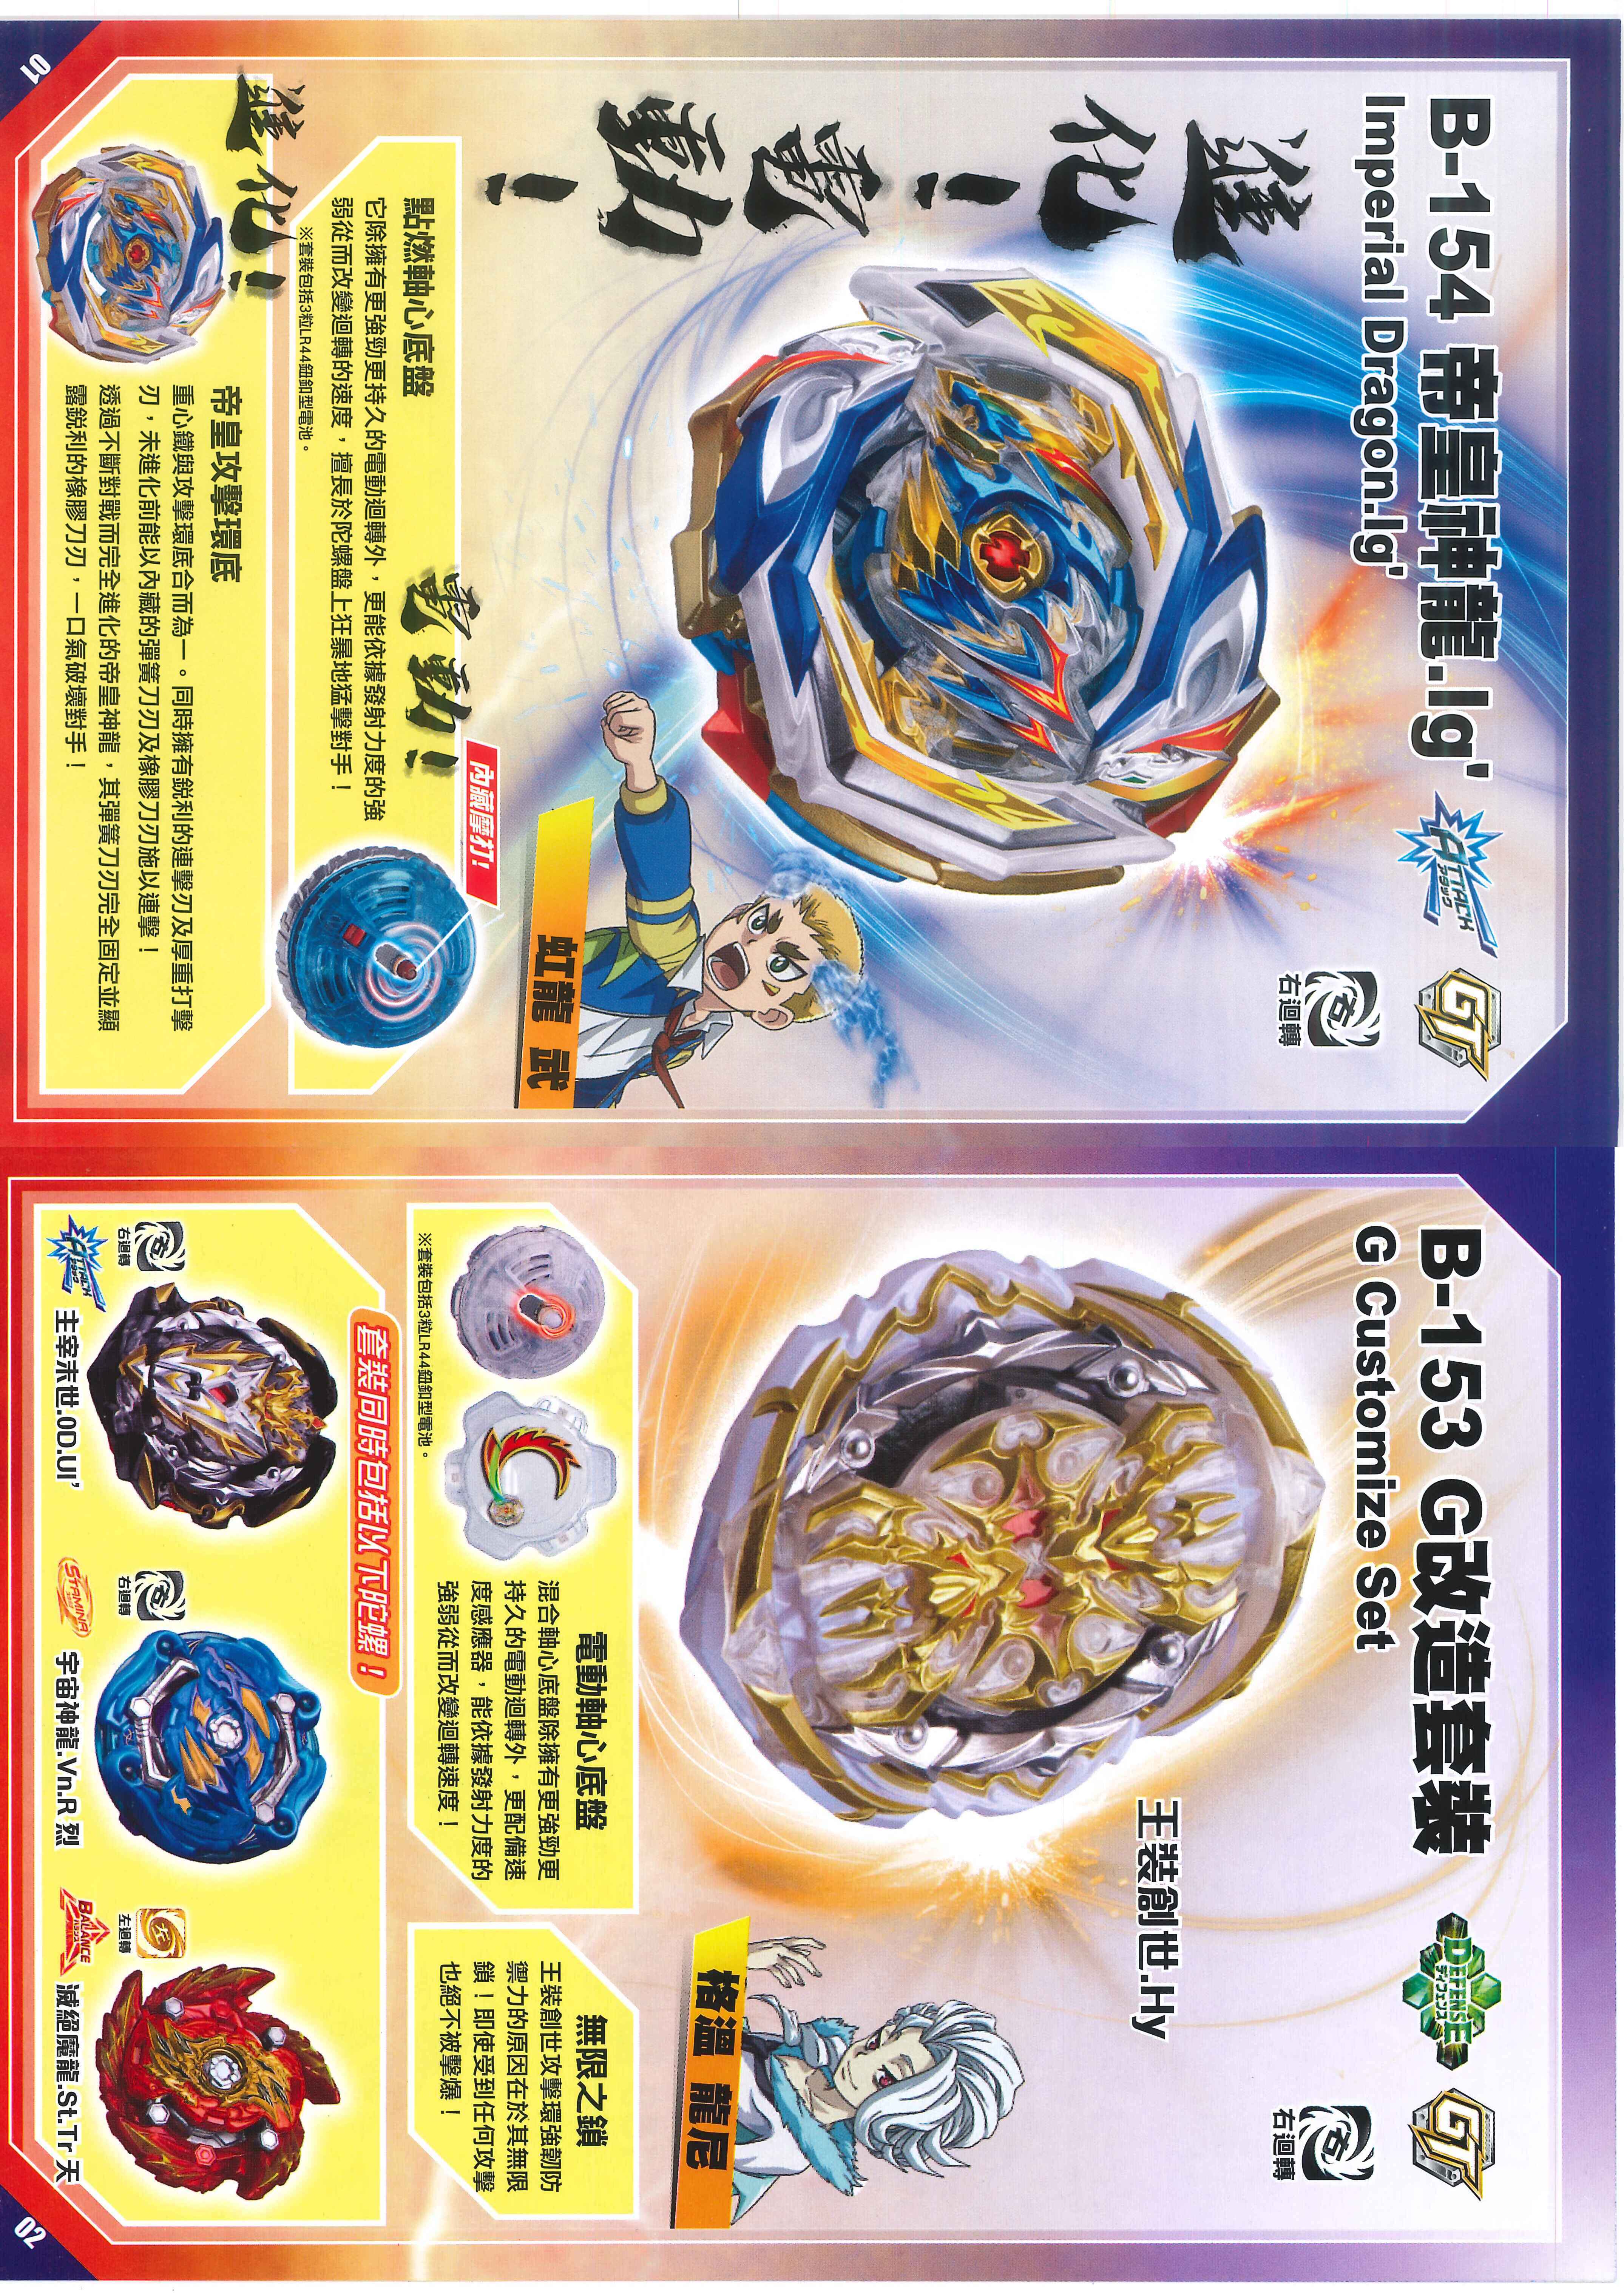 B-154 帝皇神龍.Ig'
Imperial Dragon.Ig'
ATTACK
アタック
GT
右
右迴轉
進化！電動！
虹龍 武
內藏摩打!
電動！
點燃軸心底盤
它除擁有更強勁更持久的電動迴轉外，更能依據發射力度的強
弱從而改變迴轉的速度，擅長於陀螺盤上狂暴地猛擊對手！
※套裝包括3粒LR44鈕釦型電池。
進化！
帝皇攻擊環底
重心鐵與攻擊環底合而為一。同時擁有銳利的連擊刃及厚重打擊
刃，未進化前能以內藏的彈簧刀刃及橡膠刀刃施以連擊！
透過不斷對戰而完全進化的帝皇神龍，其彈簧刀刃完全固定並顯
露銳利的橡膠刀刃，一口氣破壞對手！
01
B-153 G改造套裝
G Customize Set
DEFENSE
ディフェンス
GT
右
右迴轉
王裝創世.Hy
格溫 龍尼
電動軸心底盤
混合軸心底盤除擁有更強勁更
持久的電動迴轉外，更配備速
度感應器，能依據發射力度的
強弱從而改變迴轉速度！
※套裝包括3粒LR44鈕釦型電池。
無限之鎖
王裝創世攻擊環強韌防
禦力的原因在於其無限
鎖！即使受到任何攻擊
也絕不被擊爆！
套裝同時包括以下陀螺！
右
右迴轉
ATTACK
アタック
主宰末世.0D.Ul’
右
右迴轉
STAMINA
宇宙神龍.Vn.R 烈
左
左迴轉
BALANCE
バランス
滅絕魔龍.St.Tr 天
02